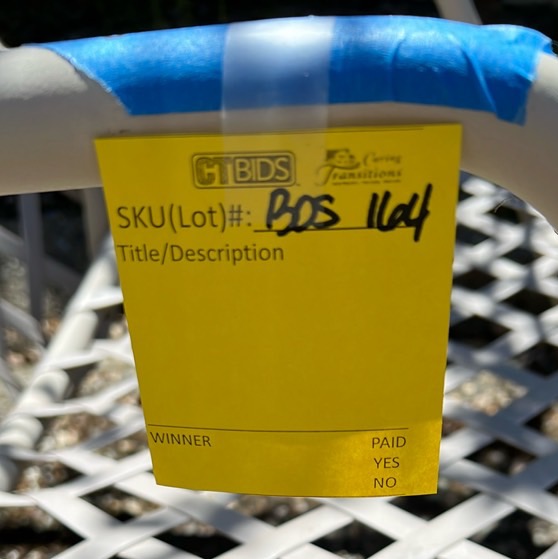 CTBIDS Caring Transitions
SKU(Lot)#: BOS 1164
Title/Description
WINNER PAID
YES
NO